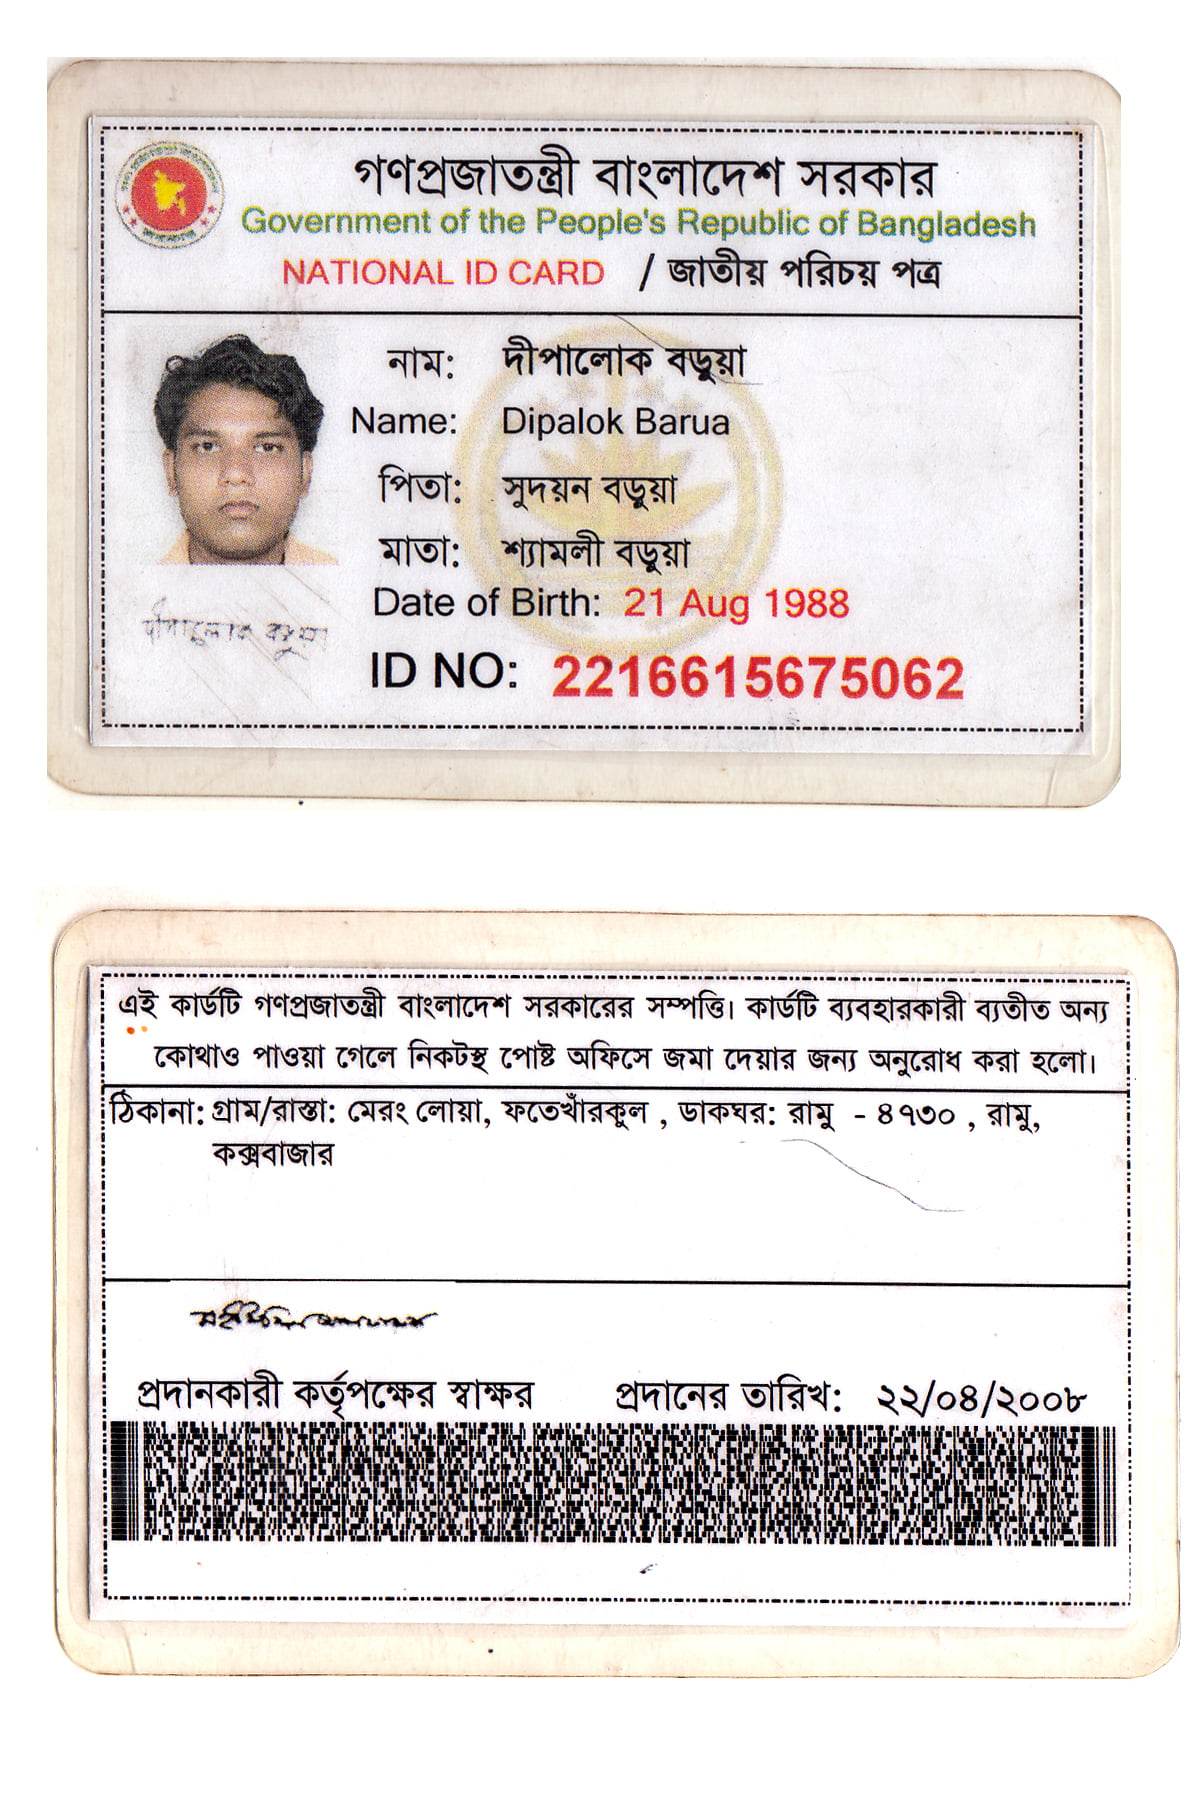 গণপ্রজাতন্ত্রী বাংলাদেশ সরকার
Government of the People's Republic of Bangladesh
NATIONAL ID CARD / জাতীয় পরিচয় পত্র
নাম: দীপালোক বড়ুয়া
Name: Dipalok Barua
পিতা: সুদয়ন বড়ুয়া
মাতা: শ্যামলী বড়ুয়া
Date of Birth: 21 Aug 1988
দীপালোক বড়ুয়া
ID NO: 2216615675062
এই কার্ডটি গণপ্রজাতন্ত্রী বাংলাদেশ সরকারের সম্পত্তি। কার্ডটি ব্যবহারকারী ব্যতীত অন্য
কোথাও পাওয়া গেলে নিকটস্থ পোষ্ট অফিসে জমা দেয়ার জন্য অনুরোধ করা হলো।
ঠিকানা: গ্রাম/রাস্তা: মেরং লোয়া, ফতেখাঁরকুল , ডাকঘর: রামু - ৪৭৩০ , রামু,
কক্সবাজার
প্রদানকারী কর্তৃপক্ষের স্বাক্ষর প্রদানের তারিখ: ২২/০৪/২০০৮